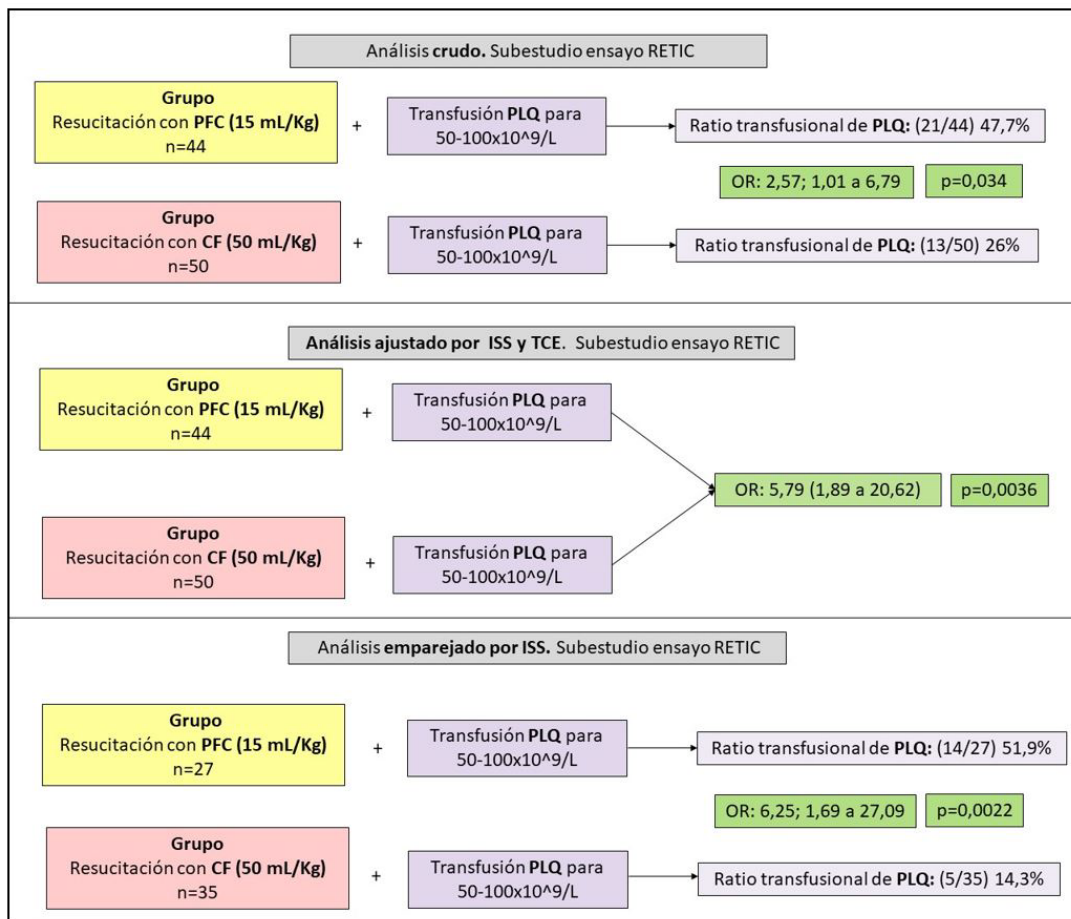 Análisis crudo. Subestudio ensayo RETIC
Grupo
Resucitación con PFC (15 mL/Kg)
n=44
+
Transfusión PLQ para
50-100x10^9/L
Ratio transfusional de PLQ: (21/44) 47,7%
OR: 2,57; 1,01 a 6,79
p=0,034
Grupo
Resucitación con CF (50 mL/Kg)
n=50
+
Transfusión PLQ para
50-100x10^9/L
Ratio transfusional de PLQ: (13/50) 26%
Análisis ajustado por ISS y TCE. Subestudio ensayo RETIC
Grupo
Resucitación con PFC (15 mL/Kg)
n=44
+
Transfusión PLQ para
50-100x10^9/L
OR: 5,79 (1,89 a 20,62)
p=0,0036
Grupo
Resucitación con CF (50 mL/Kg)
n=50
+
Transfusión PLQ para
50-100x10^9/L
Análisis emparejado por ISS. Subestudio ensayo RETIC
Grupo
Resucitación con PFC (15 mL/Kg)
n=27
+
Transfusión PLQ para
50-100x10^9/L
Ratio transfusional de PLQ: (14/27) 51,9%
OR: 6,25; 1,69 a 27,09
p=0,0022
Grupo
Resucitación con CF (50 mL/Kg)
n=35
+
Transfusión PLQ para
50-100x10^9/L
Ratio transfusional de PLQ: (5/35) 14,3%